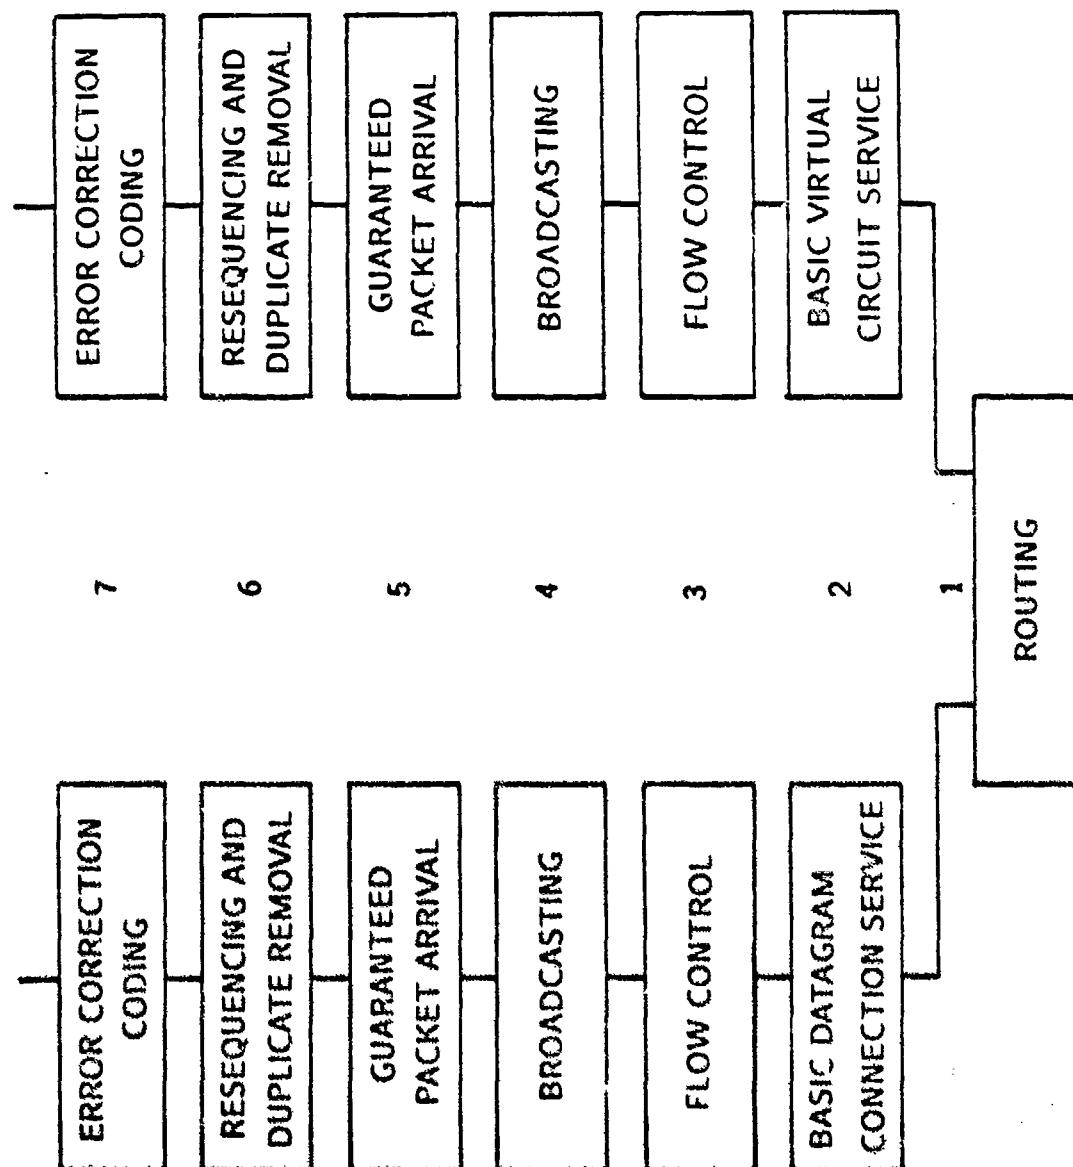 ERROR CORRECTION
CODING
7
ERROR CORRECTION
CODING
RESEQUENCING AND
DUPLICATE REMOVAL
6
RESEQUENCING AND
DUPLICATE REMOVAL
GUARANTEED
PACKET ARRIVAL
5
GUARANTEED
PACKET ARRIVAL
BROADCASTING
4
BROADCASTING
FLOW CONTROL
3
FLOW CONTROL
BASIC DATAGRAM
CONNECTION SERVICE
2
BASIC VIRTUAL
CIRCUIT SERVICE
1
ROUTING